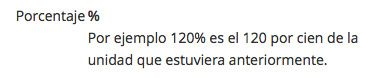 Porcentaje %
Por ejemplo 120% es el 120 por cien de la
unidad que estuviera anteriormente.